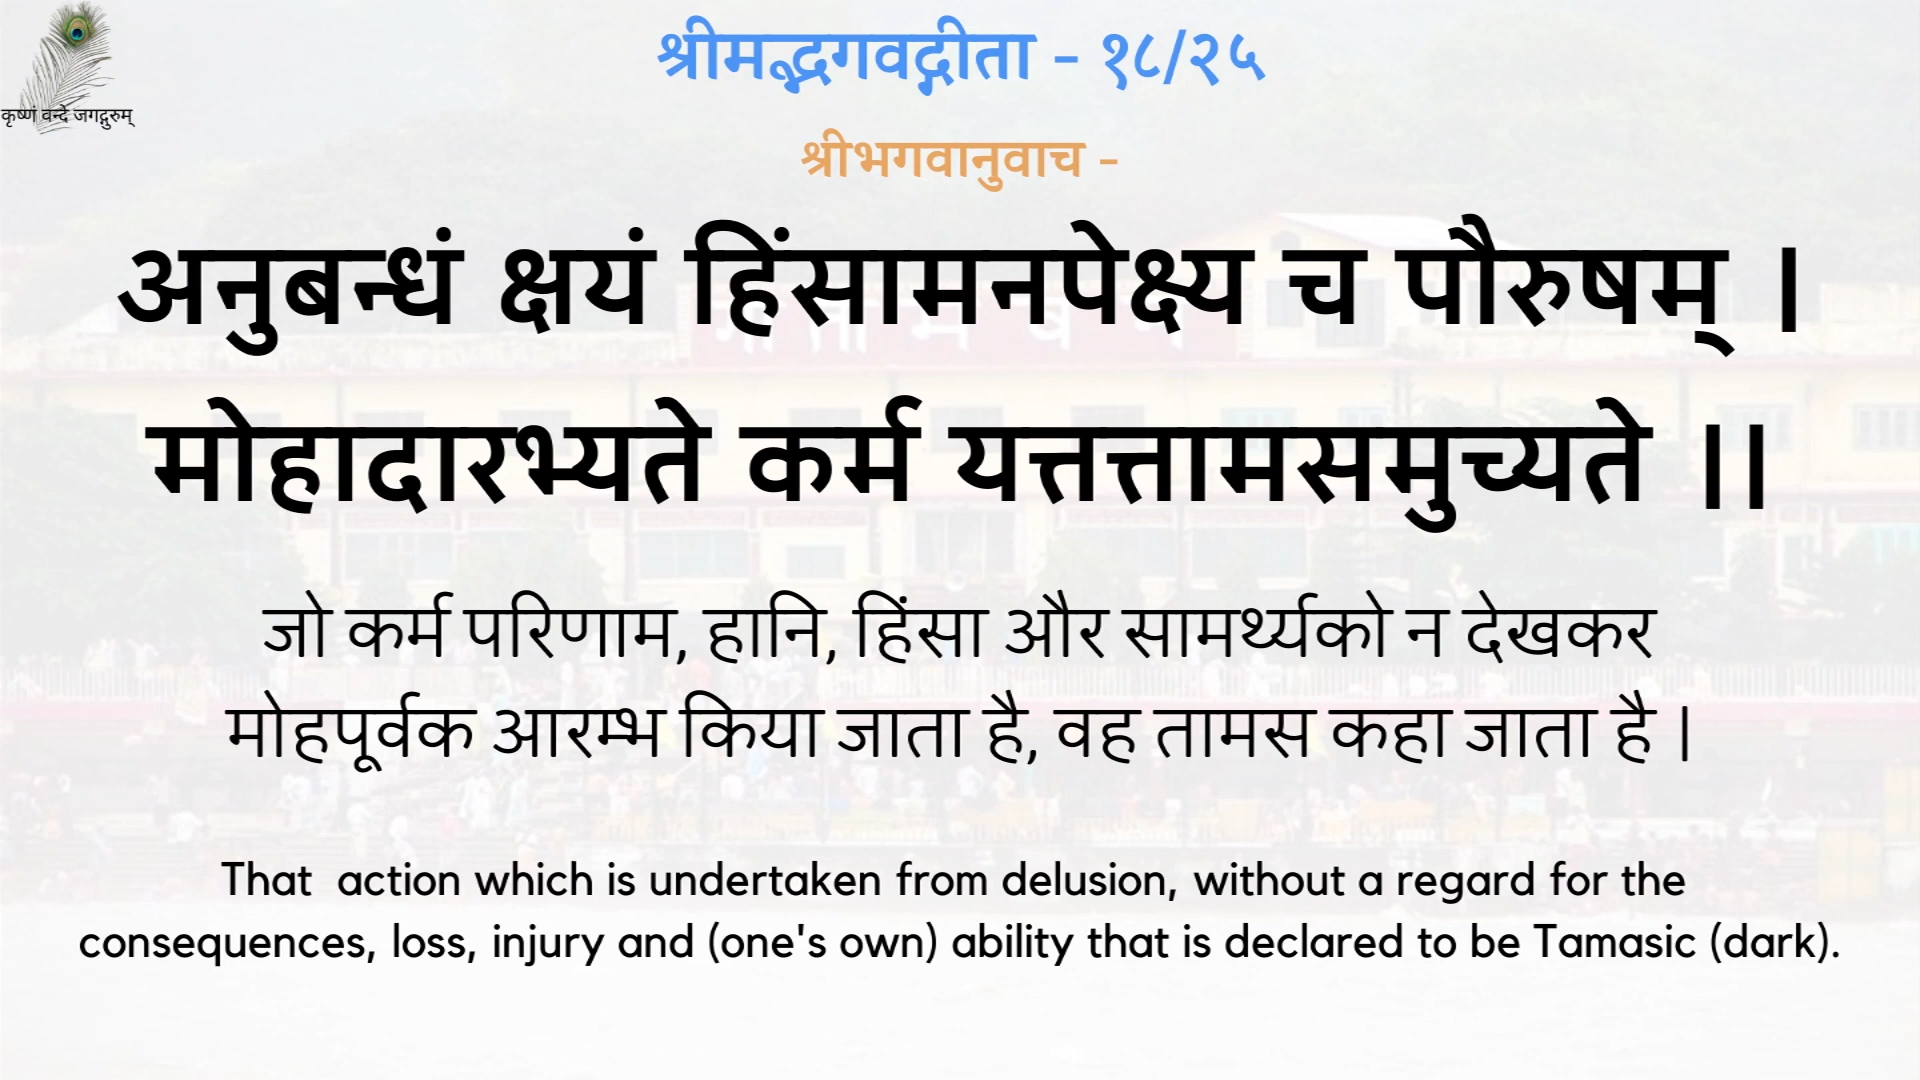 श्रीमद्भगवद्गीता - १८/२५
कृष्णं वन्दे जगद्गुरुम्
श्रीभगवानुवाच -
अनुबन्धं क्षयं हिंसामनपेक्ष्य च पौरुषम् ।
मोहादारभ्यते कर्म यत्तत्तामसमुच्यते ।।
जो कर्म परिणाम, हानि, हिंसा और सामर्थ्यको न देखकर
मोहपूर्वक आरम्भ किया जाता है, वह तामस कहा जाता है |
That action which is undertaken from delusion, without a regard for the
consequences, loss, injury and (one's own) ability that is declared to be Tamasic (dark).